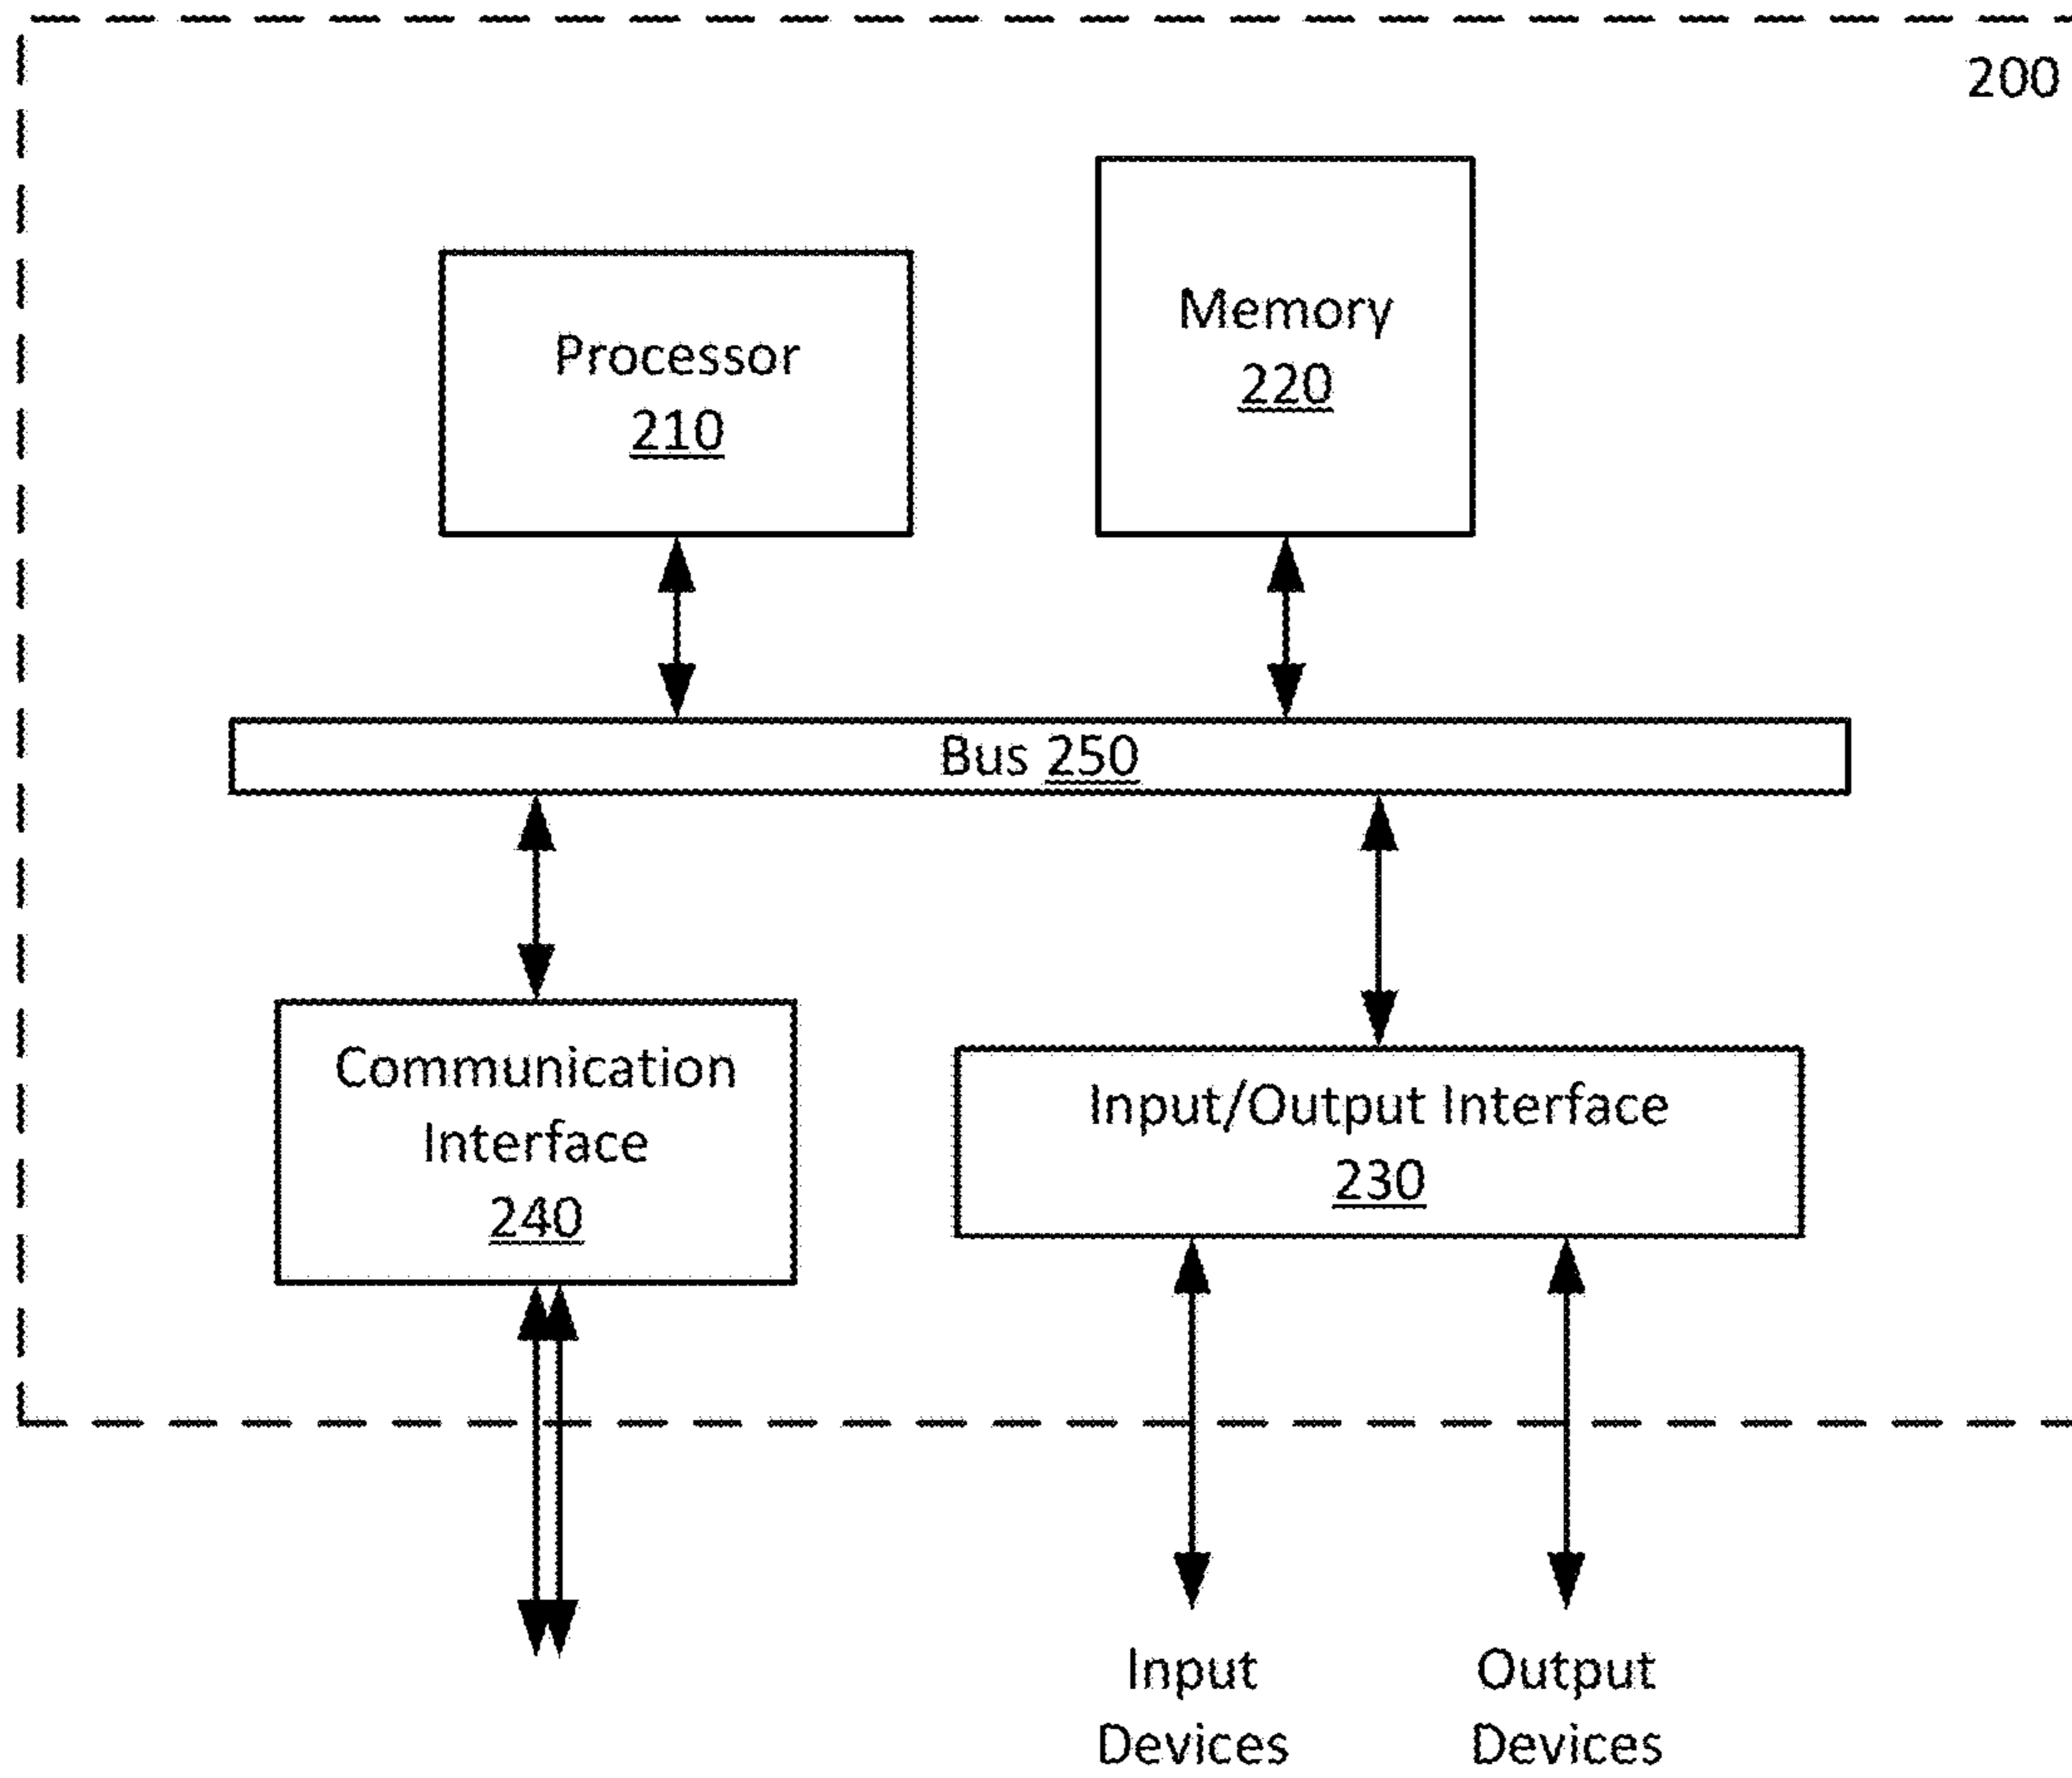 200
Processor
210
Memory
220
Bus 250
Communication
Interface
240
Input/Output Interface
230
Input
Devices
Output
Devices